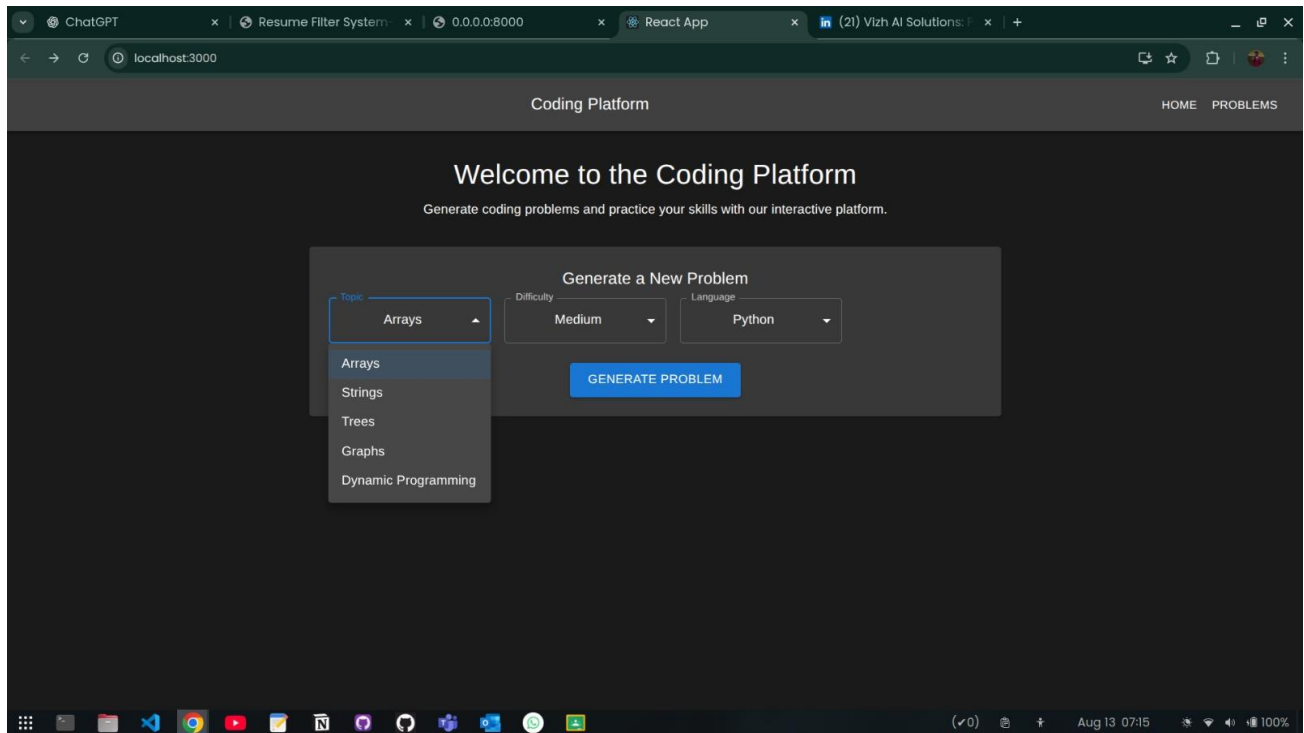 ChatGPT
Resume Filter System-
0.0.0.0:8000
React App
in (21) Vizh AI Solutions: F
localhost:3000
Coding Platform
HOME PROBLEMS
Welcome to the Coding Platform
Generate coding problems and practice your skills with our interactive platform.
Generate a New Problem
Topic Difficulty Language
Arrays Medium Python
Arrays
GENERATE PROBLEM
Strings
Trees
Graphs
Dynamic Programming
(✔0) Aug 13 07:15 100%